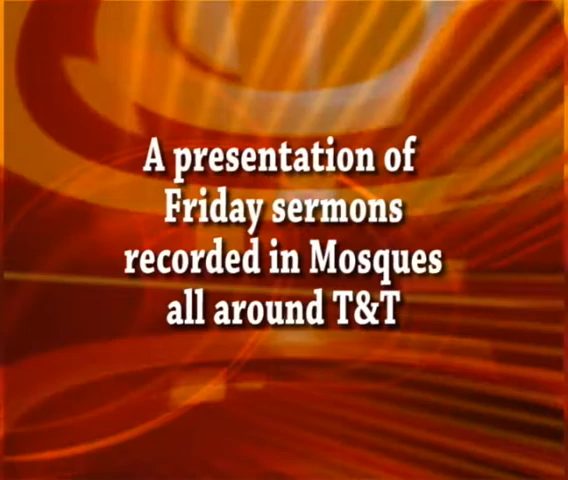 A presentation of
Friday sermons
recorded in Mosques
all around T&T